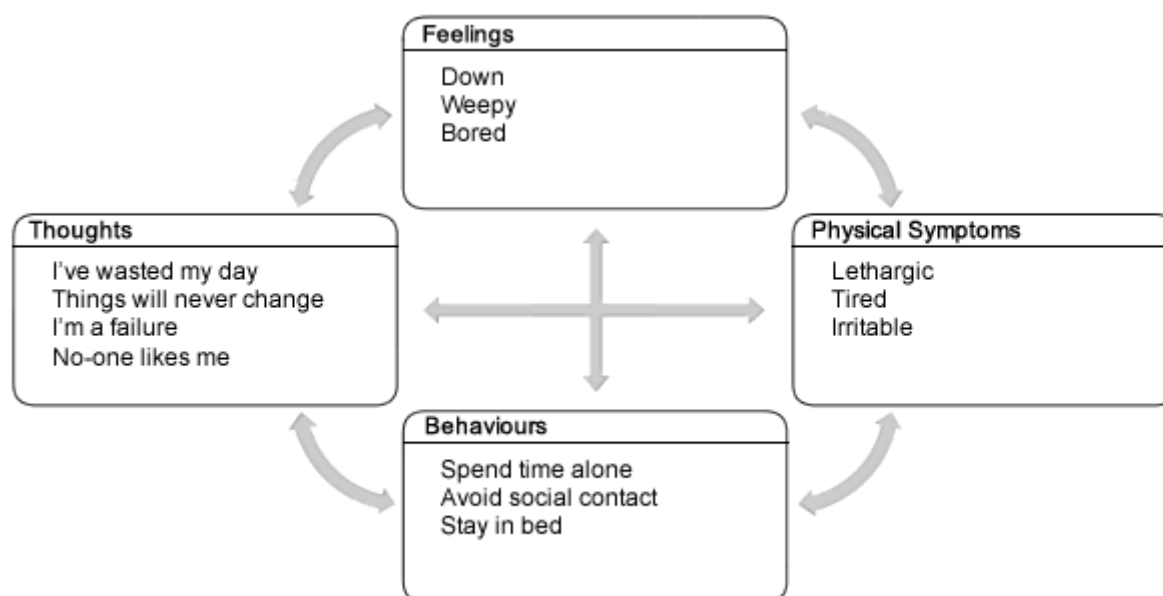 Feelings
Down
Weepy
Bored
Thoughts
I've wasted my day
Things will never change
I'm a failure
No-one likes me
Physical Symptoms
Lethargic
Tired
Irritable
Behaviours
Spend time alone
Avoid social contact
Stay in bed